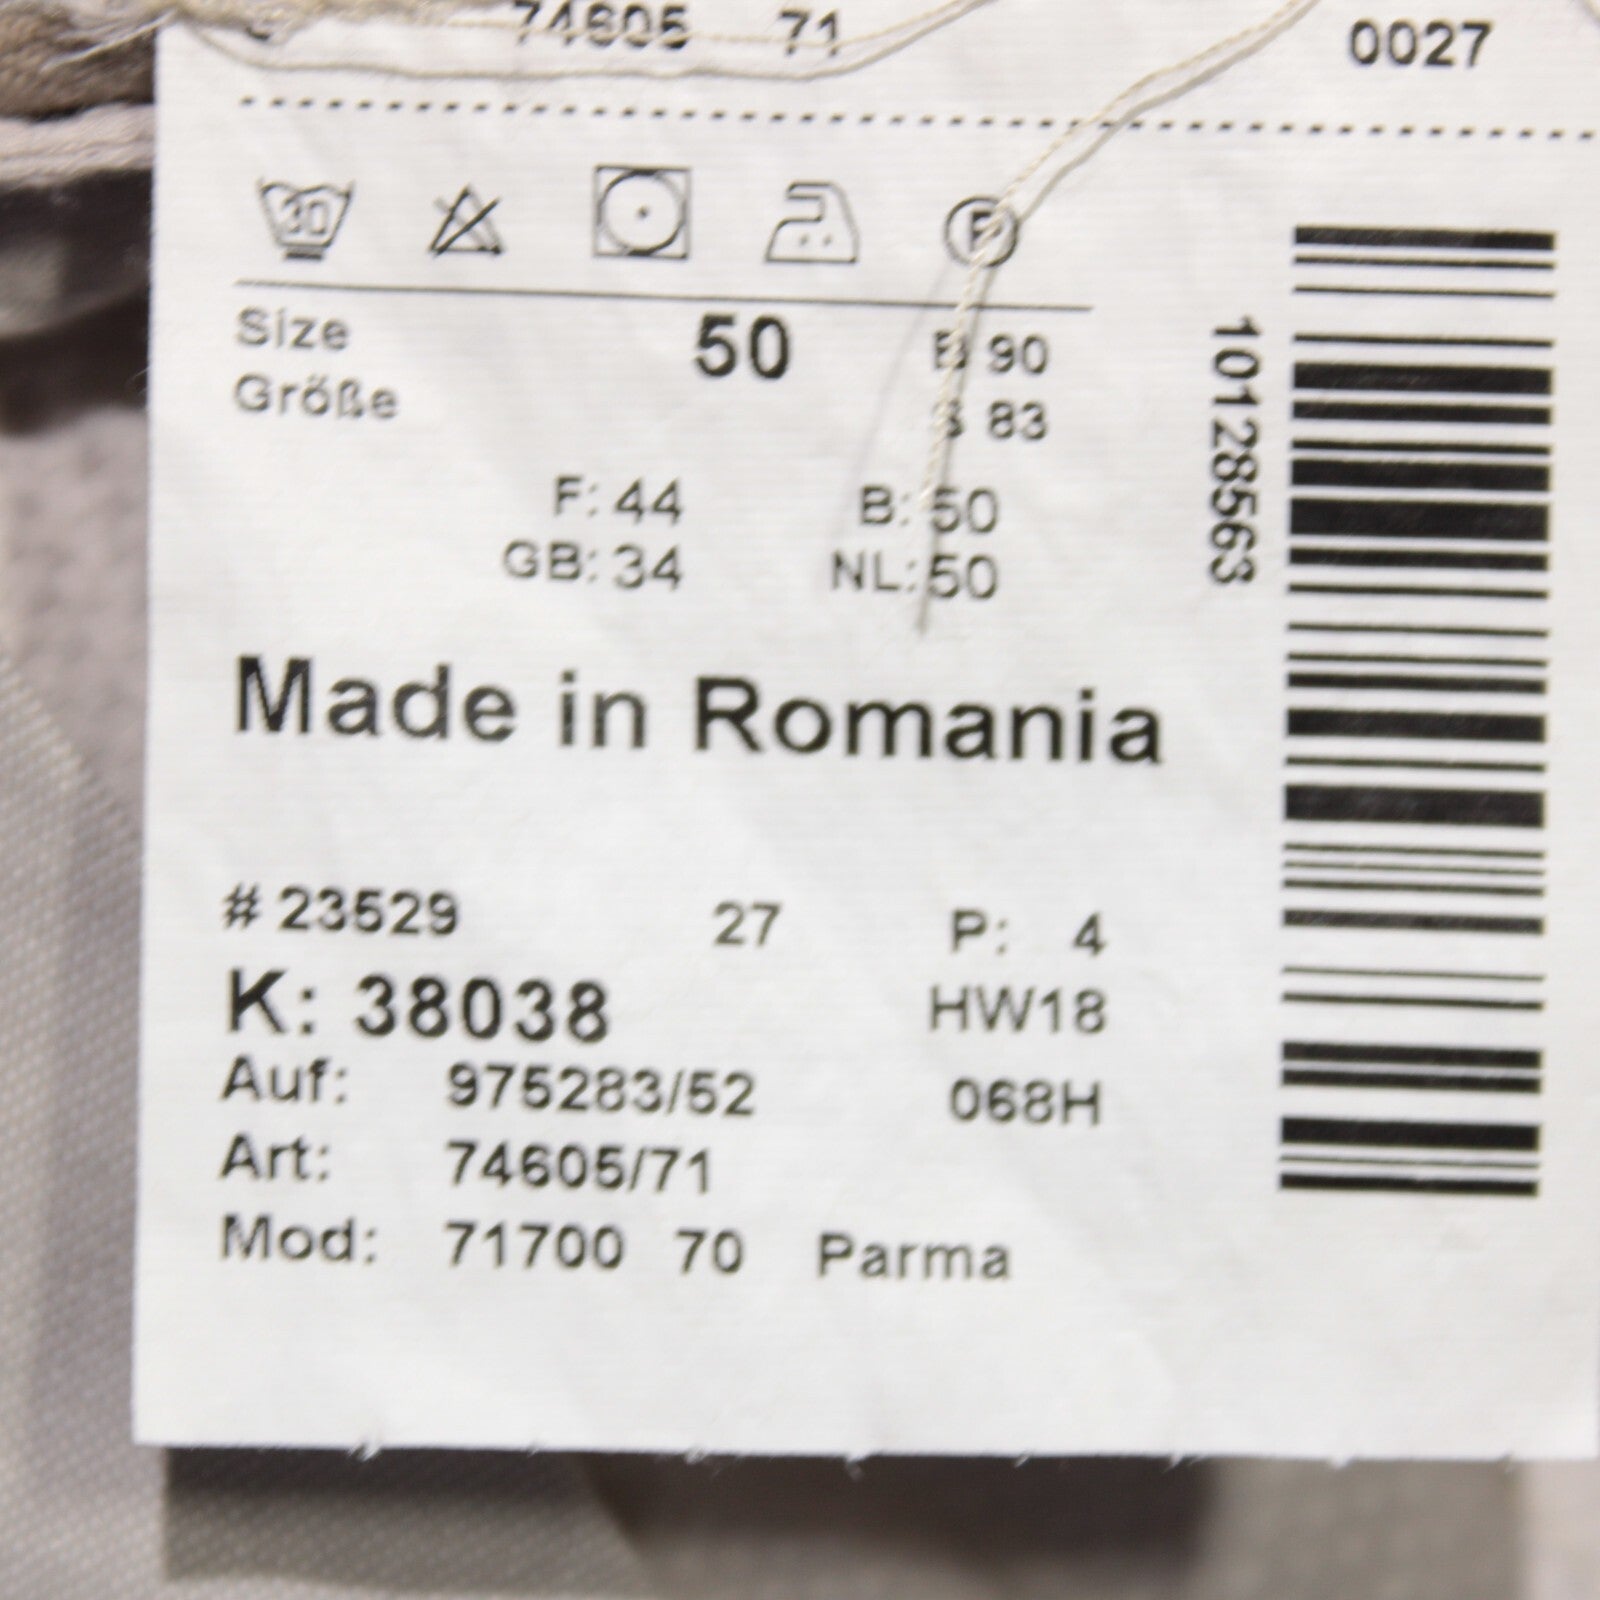 74605 71 0027
30
P
Size 50 B 90
Größe S 83
F: 44 B: 50
GB: 34 NL: 50
Made in Romania
# 23529 27 P: 4
K: 38038 HW18
Auf: 975283/52 068H
Art: 74605/71
Mod: 71700 70 Parma
10128563